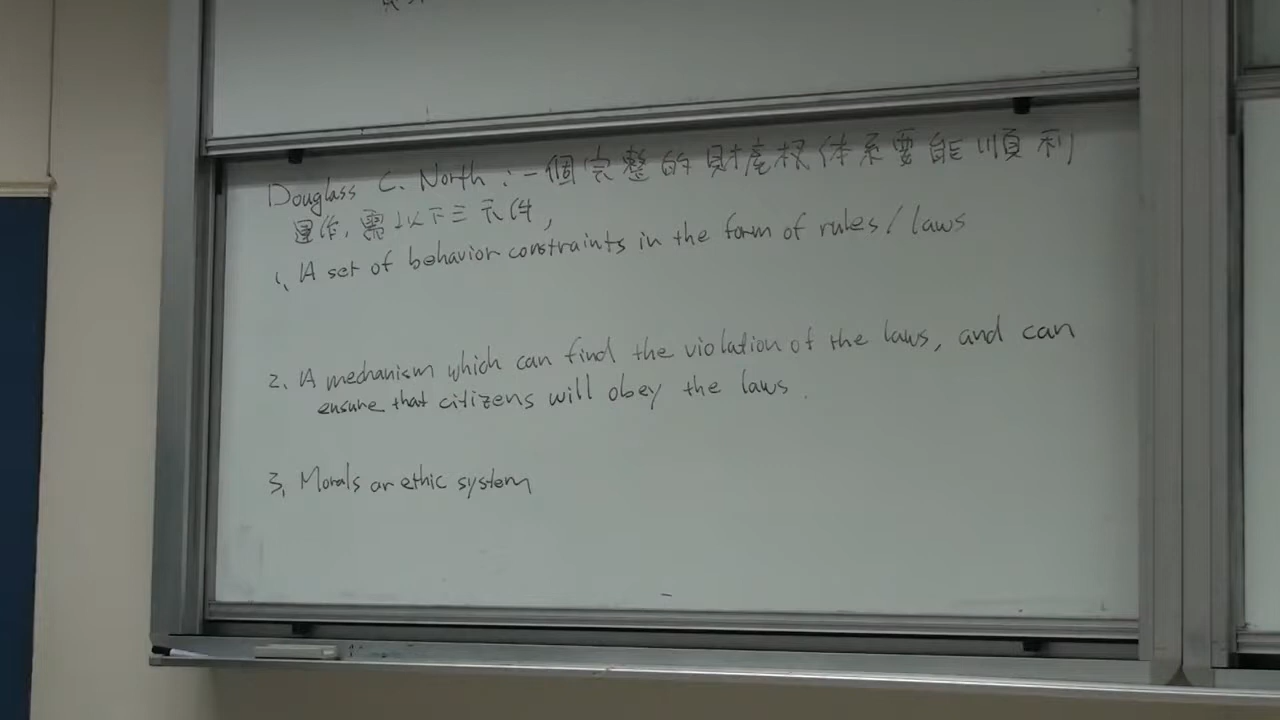 Douglass C. North : 一個完整的財產权体系要能順利
運作, 需以下三元件,
1. A set of behavior constraints in the form of rules/laws
2. A mechanism which can find the violation of the laws, and can
ensure that citizens will obey the laws.
3. Morals or ethic system